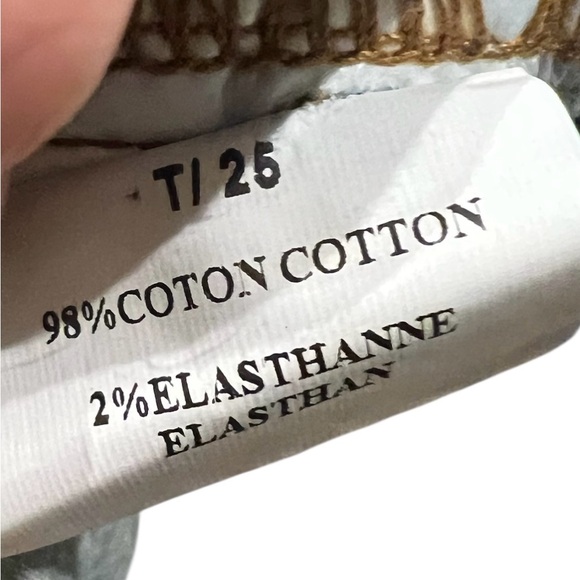 T/ 25
98%COTON COTTON
2%ELASTHANNE
ELASTHAN